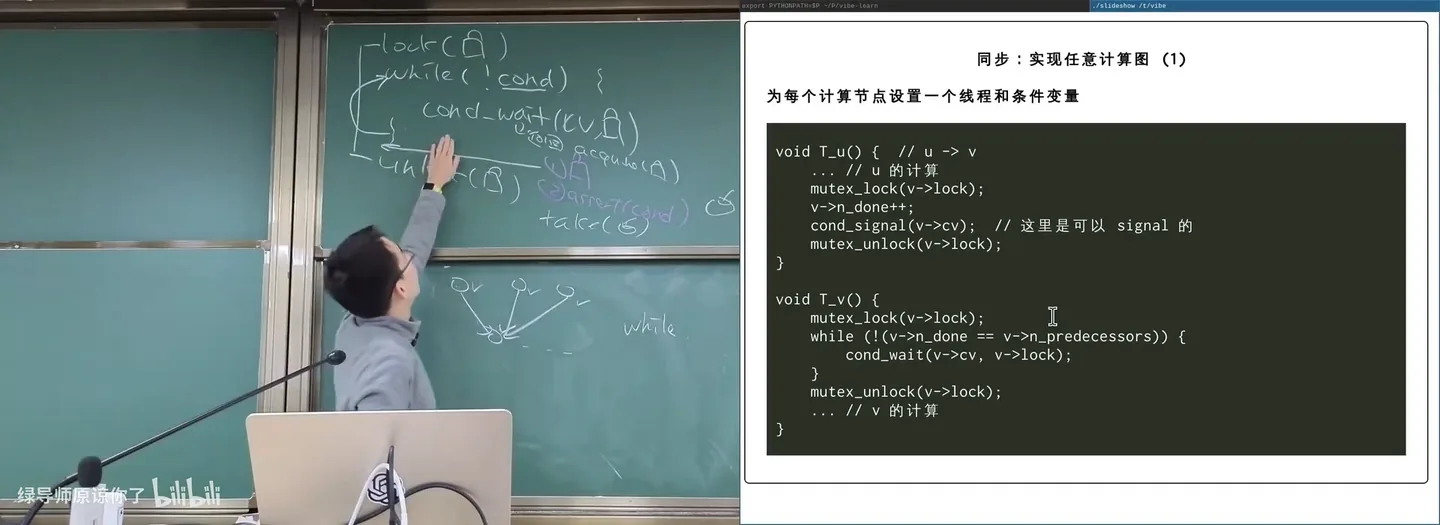 lock(
while( !cond) {
cond_wait(cv,
}
acquire(
assert(cond)
take(
v
v
v
while
绿导师原谅你了 bilibili
export PYTHONPATH=$P ~/P/vibe-learn
./slideshow /t/vibe
同步：实现任意计算图 (1)
为每个计算节点设置一个线程和条件变量
void T_u() {  // u -> v
    ... // u 的计算
    mutex_lock(v->lock);
    v->n_done++;
    cond_signal(v->cv);  // 这里是可以 signal 的
    mutex_unlock(v->lock);
}
void T_v() {
    mutex_lock(v->lock);
    while (!(v->n_done == v->n_predecessors)) {
        cond_wait(v->cv, v->lock);
    }
    mutex_unlock(v->lock);
    ... // v 的计算
}